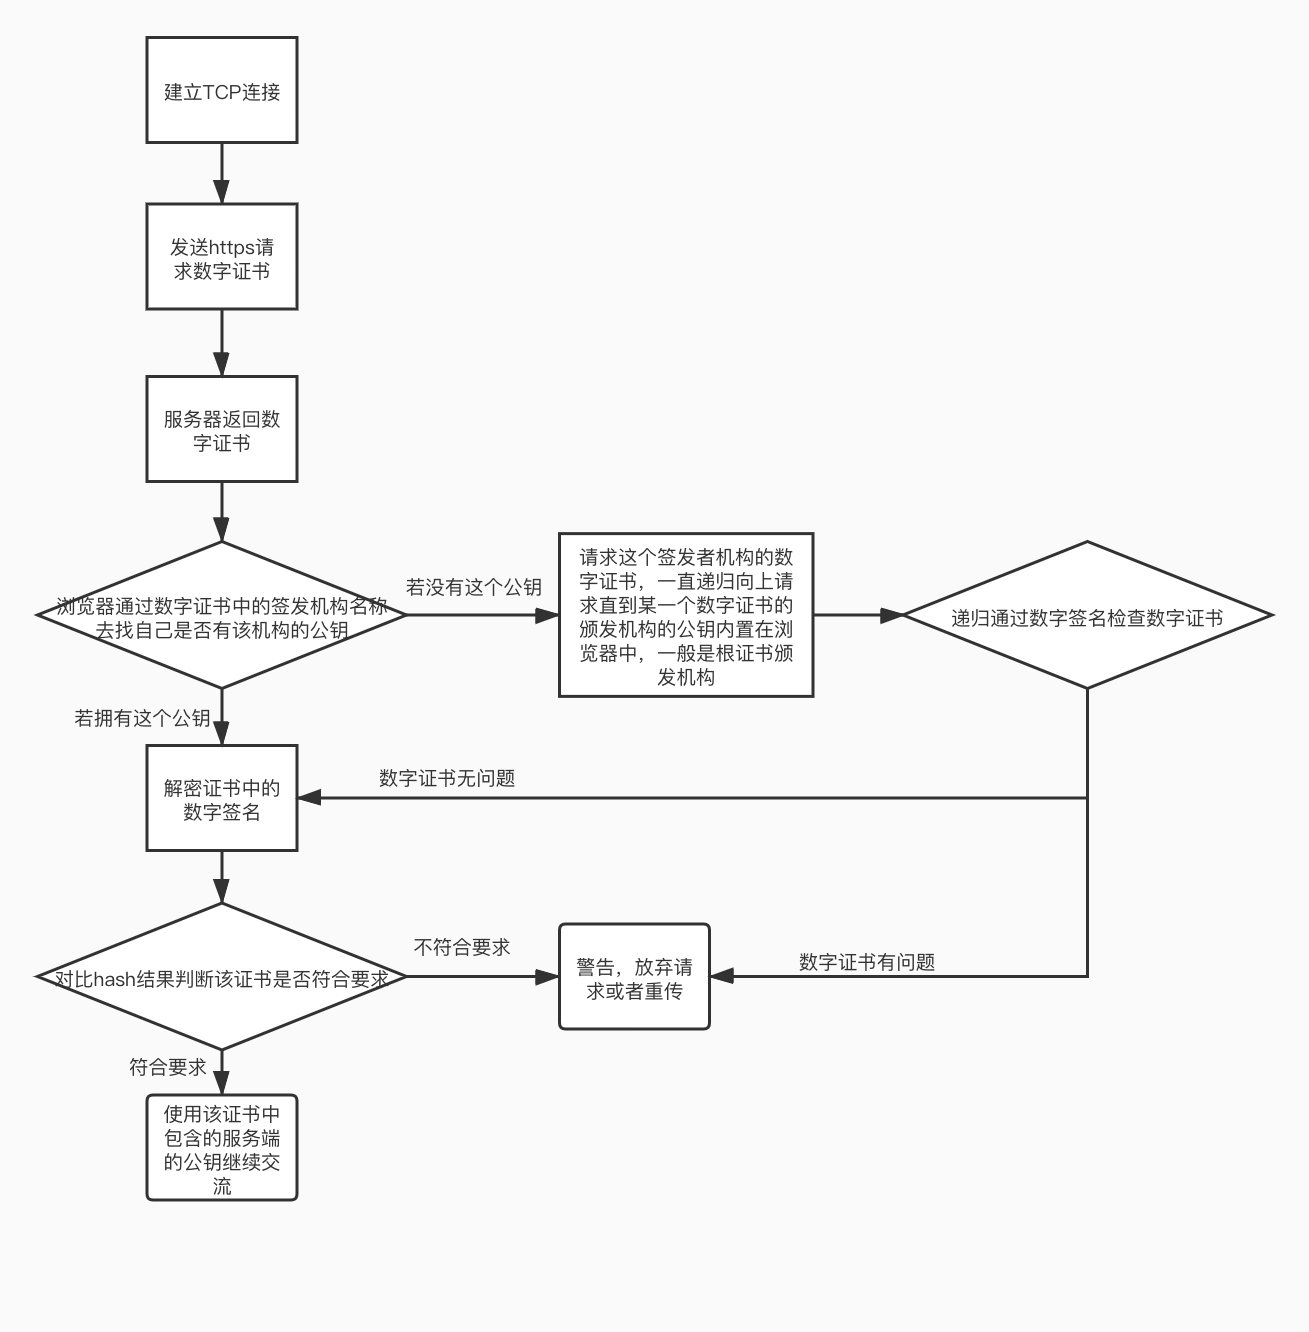 建立TCP连接
发送https请
求数字证书
服务器返回数
字证书
浏览器通过数字证书中的签发机构名称
去找自己是否有该机构的公钥
若没有这个公钥
请求这个签发者机构的数
字证书，一直递归向上请
求直到某一个数字证书的
颁发机构的公钥内置在浏
览器中，一般是根证书颁
发机构
递归通过数字签名检查数字证书
若拥有这个公钥
数字证书无问题
解密证书中的
数字签名
对比hash结果判断该证书是否符合要求
不符合要求
警告，放弃请
求或者重传
数字证书有问题
符合要求
使用该证书中
包含的服务端
的公钥继续交
流